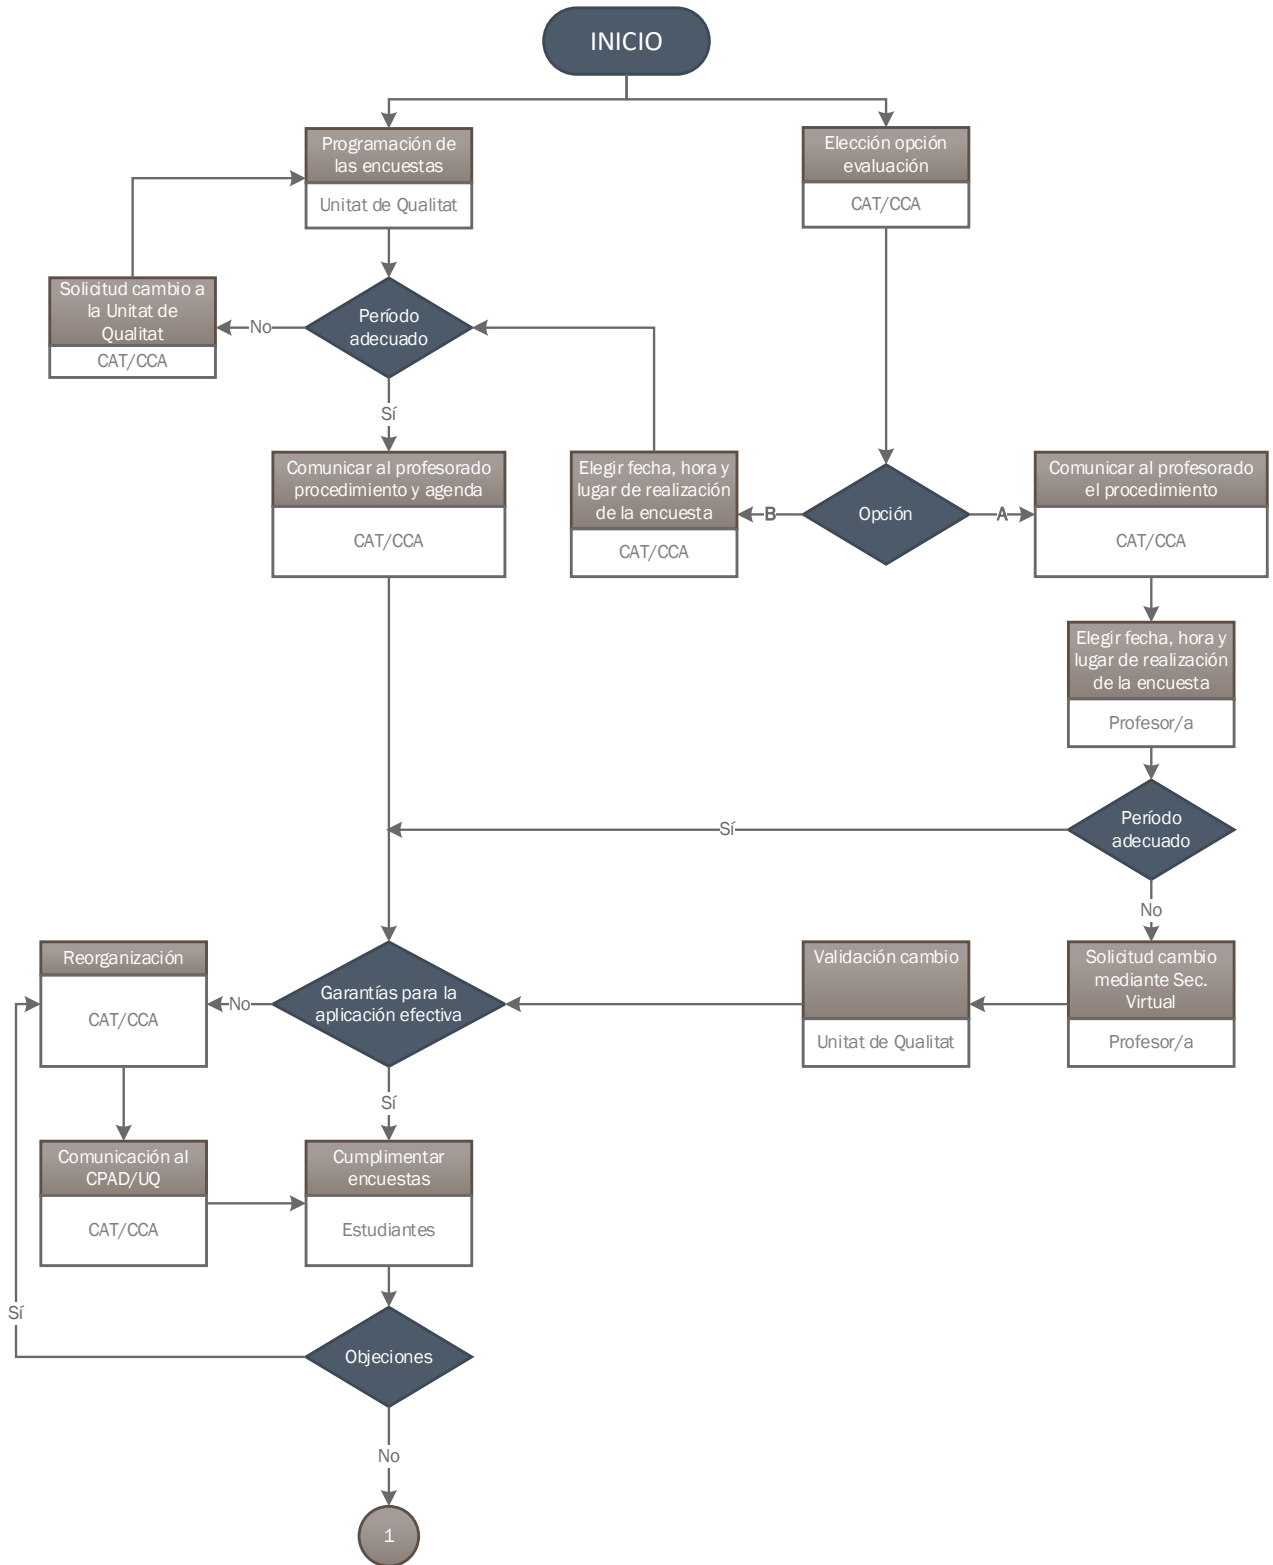 INICIO
Programación de
las encuestas
Unitat de Qualitat
Elección opción
evaluación
CAT/CCA
Solicitud cambio a
la Unitat de
Qualitat
CAT/CCA
No
Período
adecuado
Sí
Comunicar al profesorado
procedimiento y agenda
CAT/CCA
Elegir fecha, hora y
lugar de realización
de la encuesta
CAT/CCA
B
Opción
A
Comunicar al profesorado
el procedimiento
CAT/CCA
Elegir fecha, hora y
lugar de realización
de la encuesta
Profesor/a
Sí
Período
adecuado
No
Reorganización
CAT/CCA
No
Garantías para la
aplicación efectiva
Validación cambio
Unitat de Qualitat
Solicitud cambio
mediante Sec.
Virtual
Profesor/a
Sí
Comunicación al
CPAD/UQ
CAT/CCA
Cumplimentar
encuestas
Estudiantes
Sí
Objeciones
No
1